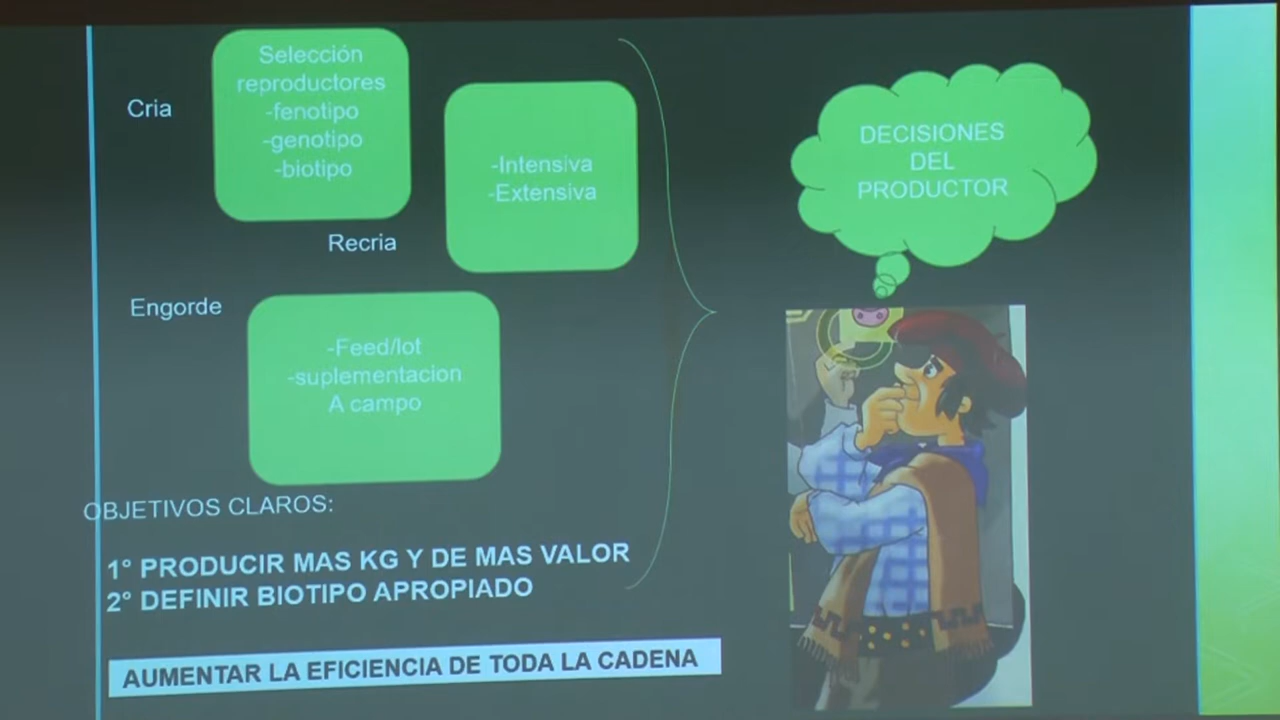 Cria
Selección
reproductores
-fenotipo
-genotipo
-biotipo
Recria
-Intensiva
-Extensiva
Engorde
-Feed/lot
-suplementacion
A campo
DECISIONES
DEL
PRODUCTOR
OBJETIVOS CLAROS:
1° PRODUCIR MAS KG Y DE MAS VALOR
2° DEFINIR BIOTIPO APROPIADO
AUMENTAR LA EFICIENCIA DE TODA LA CADENA